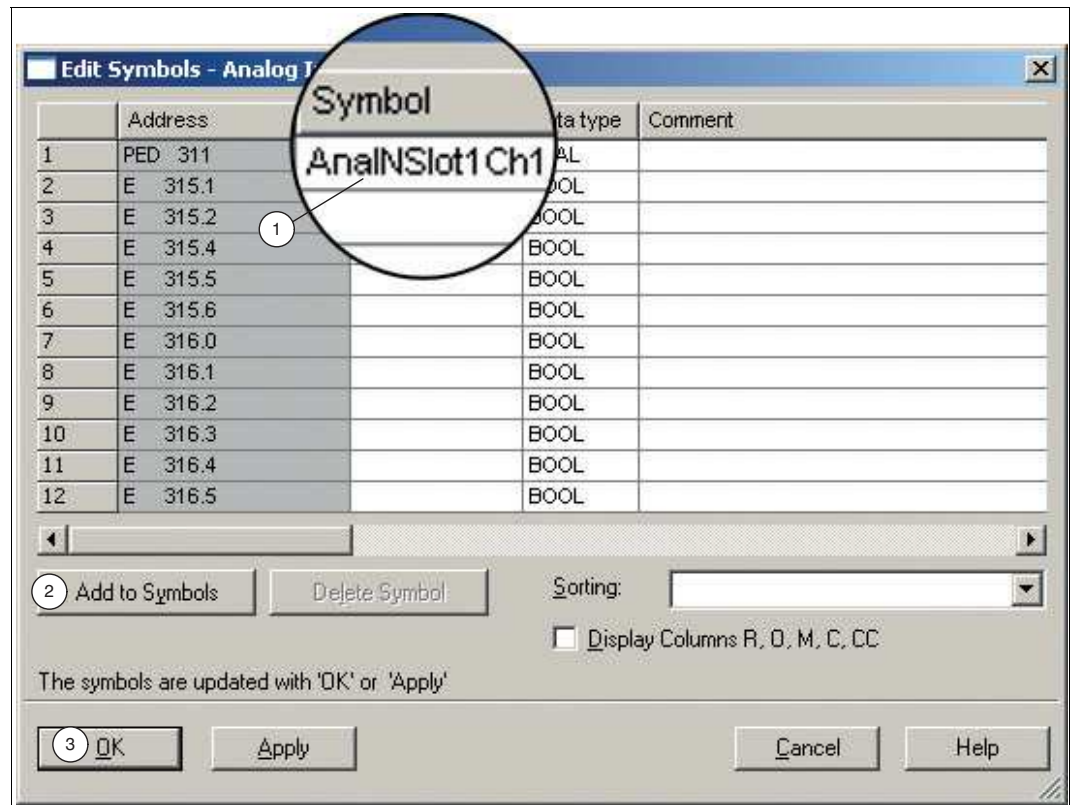 Edit Symbols - Analog I
Address Symbol ta type Comment
1 PED 311 AnalNSlot1Ch1 AL
2 E 315.1 OOL
3 E 315.2 BOOL
4 E 315.4 BOOL
5 E 315.5 BOOL
6 E 315.6 BOOL
7 E 316.0 BOOL
8 E 316.1 BOOL
9 E 316.2 BOOL
10 E 316.3 BOOL
11 E 316.4 BOOL
12 E 316.5 BOOL
1
2 Add to Symbols Delete Symbol Sorting:
Display Columns R, O, M, C, CC
The symbols are updated with 'OK' or 'Apply'
3 OK Apply Cancel Help